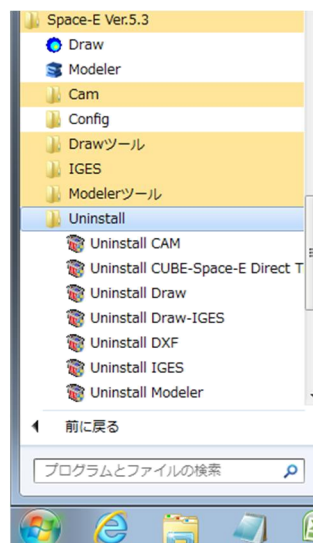 Space-E Ver.5.3
Draw
Modeler
Cam
Config
Drawツール
IGES
Modelerツール
Uninstall
Uninstall CAM
Uninstall CUBE-Space-E Direct T
Uninstall Draw
Uninstall Draw-IGES
Uninstall DXF
Uninstall IGES
Uninstall Modeler
前に戻る
プログラムとファイルの検索